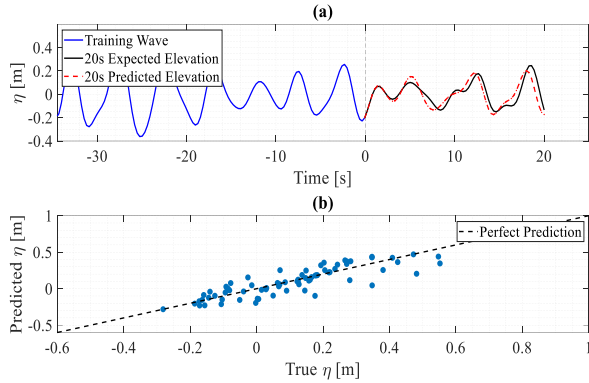 (a)
η [m]
0.4
0.2
0
-0.2
-0.4
Training Wave
20s Expected Elevation
20s Predicted Elevation
-30
-20
-10
0
10
20
Time [s]
(b)
Predicted η [m]
1
0.5
0
-0.5
Perfect Prediction
-0.6
-0.4
-0.2
0
0.2
0.4
0.6
0.8
1
True η [m]